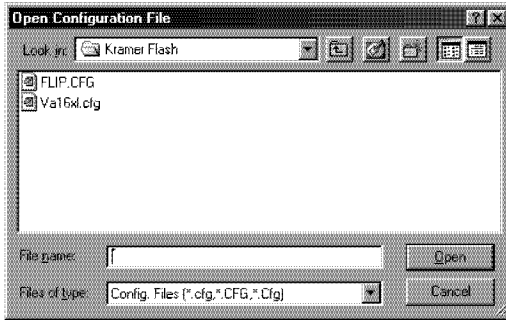 Open Configuration File
Look in: Kramer Flash
FLIP.CFG
Va16xl.cfg
File name:
Open
Files of type: Config. Files (*.cfg,*.CFG,*.Cfg)
Cancel